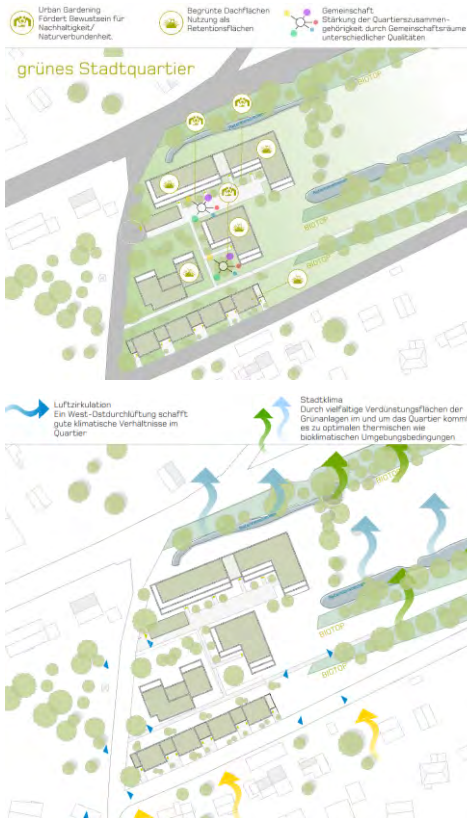 Urban Gardening
Fördert Bewustsein für
Nachhaltigkeit/
Naturverbundenheit.
Begrünte Dachflächen
Nutzung als
Retentionsflächen
Gemeinschaft
Stärkung der Quartierszusammen-
gehörigkeit durch Gemeinschaftsräume
unterschiedlicher Qualitäten
grünes Stadtquartier
BIOTOP
BIOTOP
Luftzirkulation
Ein West-Ostdurchlüftung schafft
gute klimatische Verhältnisse im
Quartier
Stadtklima
Durch vielfältige Verdünstungsflächen der
Grünanlagen im und um das Quartier kommt
es zu optimalen thermischen wie
bioklimatischen Umgebungsbedingungen
BIOTOP
BIOTOP